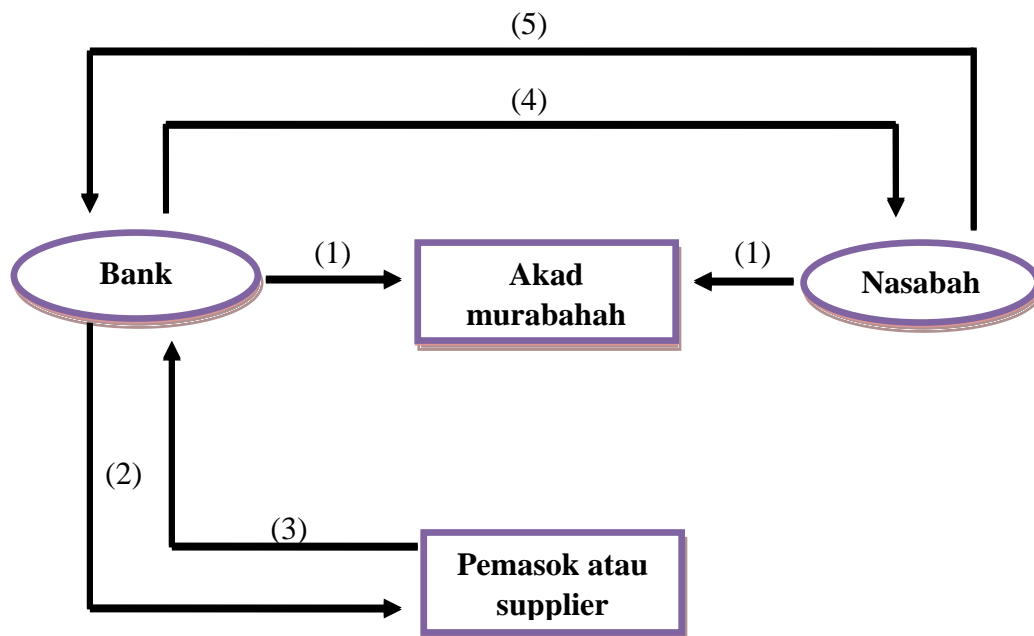 (5)
(4)
Bank
(1)
Akad
murabahah
(1)
Nasabah
(2)
(3)
Pemasok atau
supplier